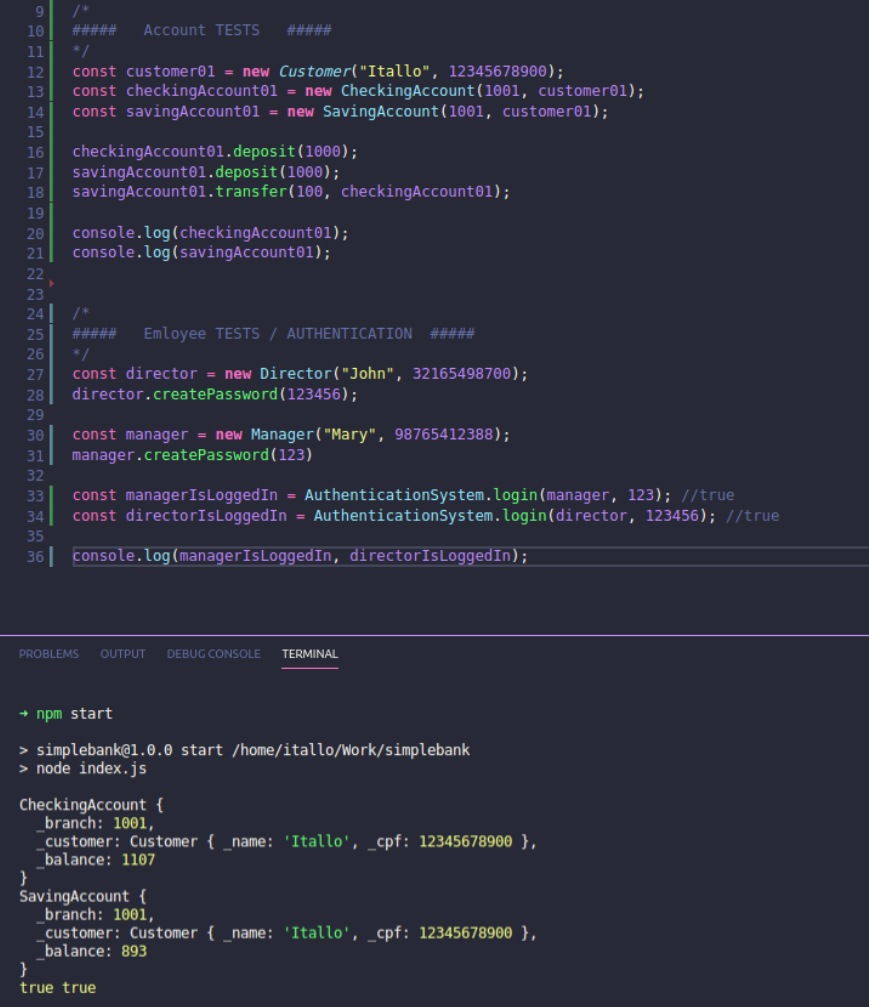 9 /*
10 #####   Account TESTS   #####
11 */
12 const customer01 = new Customer("Itallo", 12345678900);
13 const checkingAccount01 = new CheckingAccount(1001, customer01);
14 const savingAccount01 = new SavingAccount(1001, customer01);
15
16 checkingAccount01.deposit(1000);
17 savingAccount01.deposit(1000);
18 savingAccount01.transfer(100, checkingAccount01);
19
20 console.log(checkingAccount01);
21 console.log(savingAccount01);
22
23
24 /*
25 #####   Emloyee TESTS / AUTHENTICATION  #####
26 */
27 const director = new Director("John", 32165498700);
28 director.createPassword(123456);
29
30 const manager = new Manager("Mary", 98765412388);
31 manager.createPassword(123)
32
33 const managerIsLoggedIn = AuthenticationSystem.login(manager, 123); //true
34 const directorIsLoggedIn = AuthenticationSystem.login(director, 123456); //true
35
36 console.log(managerIsLoggedIn, directorIsLoggedIn);
PROBLEMS OUTPUT DEBUG CONSOLE TERMINAL
➜ npm start
> simplebank@1.0.0 start /home/itallo/Work/simplebank
> node index.js
CheckingAccount {
  _branch: 1001,
  _customer: Customer { _name: 'Itallo', _cpf: 12345678900 },
  _balance: 1107
}
SavingAccount {
  _branch: 1001,
  _customer: Customer { _name: 'Itallo', _cpf: 12345678900 },
  _balance: 893
}
true true